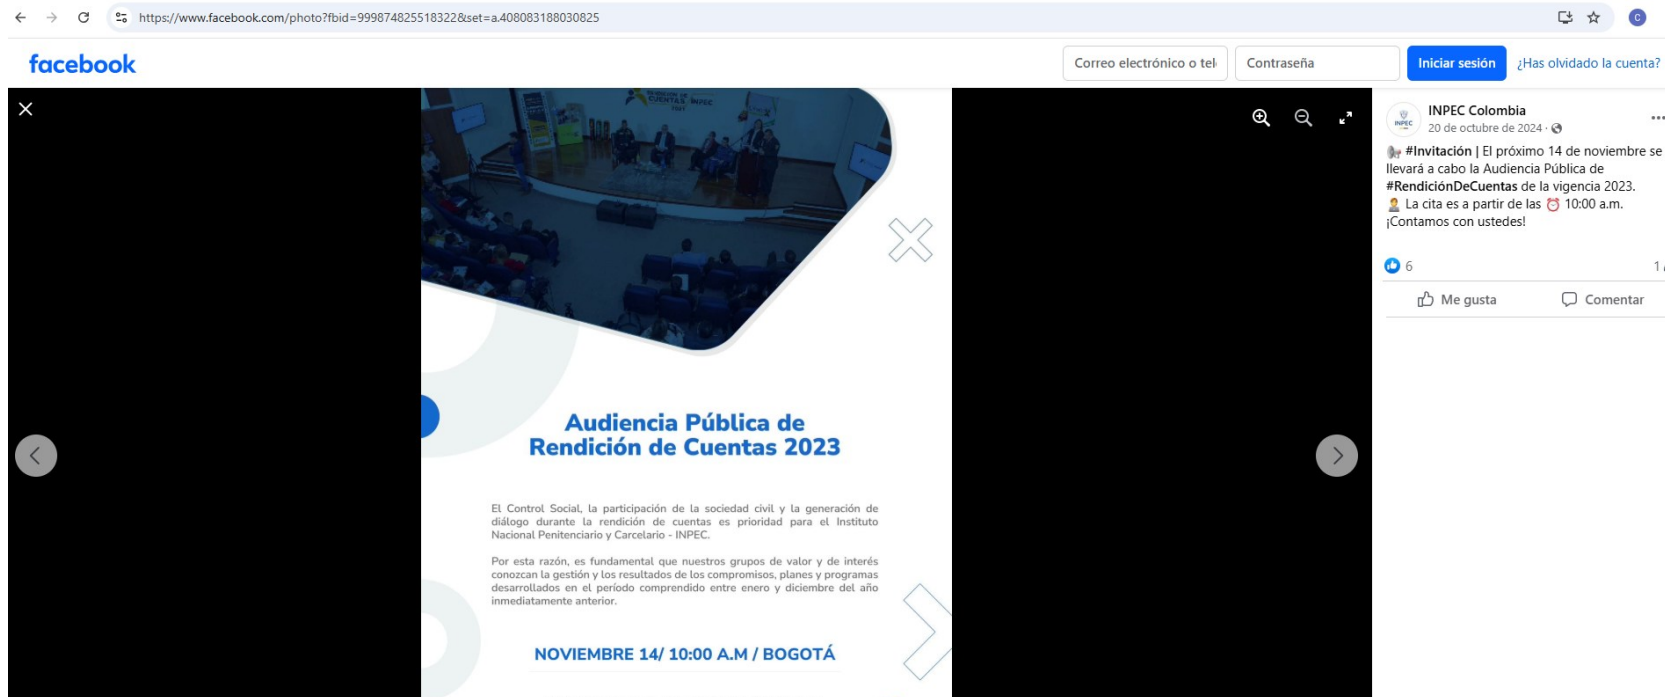 https://www.facebook.com/photo?fbid=999874825518322&set=a.408083188030825
C
facebook
Correo electrónico o tel
Contraseña
Iniciar sesión
¿Has olvidado la cuenta?
RENDICIÓN DE
CUENTAS INPEC
Audiencia Pública de
Rendición de Cuentas 2023
El Control Social, la participación de la sociedad civil y la generación de
diálogo durante la rendición de cuentas es prioridad para el Instituto
Nacional Penitenciario y Carcelario - INPEC.
Por esta razón, es fundamental que nuestros grupos de valor y de interés
conozcan la gestión y los resultados de los compromisos, planes y programas
desarrollados en el período comprendido entre enero y diciembre del año
inmediatamente anterior.
NOVIEMBRE 14/ 10:00 A.M / BOGOTÁ
INPEC
INPEC Colombia
20 de octubre de 2024 ·
#Invitación | El próximo 14 de noviembre se
llevará a cabo la Audiencia Pública de
#RendiciónDeCuentas de la vigencia 2023.
La cita es a partir de las 10:00 a.m.
¡Contamos con ustedes!
6
1
Me gusta
Comentar